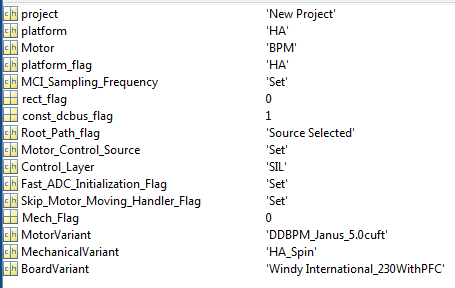 project 'New Project'
platform 'HA'
Motor 'BPM'
platform_flag 'HA'
MCI_Sampling_Frequency 'Set'
rect_flag 0
const_dcbus_flag 1
Root_Path_flag 'Source Selected'
Motor_Control_Source 'Set'
Control_Layer 'SIL'
Fast_ADC_Initialization_Flag 'Set'
Skip_Motor_Moving_Handler_Flag 'Set'
Mech_Flag 0
MotorVariant 'DDBPM_Janus_5.0cuft'
MechanicalVariant 'HA_Spin'
BoardVariant 'Windy International_230WithPFC'